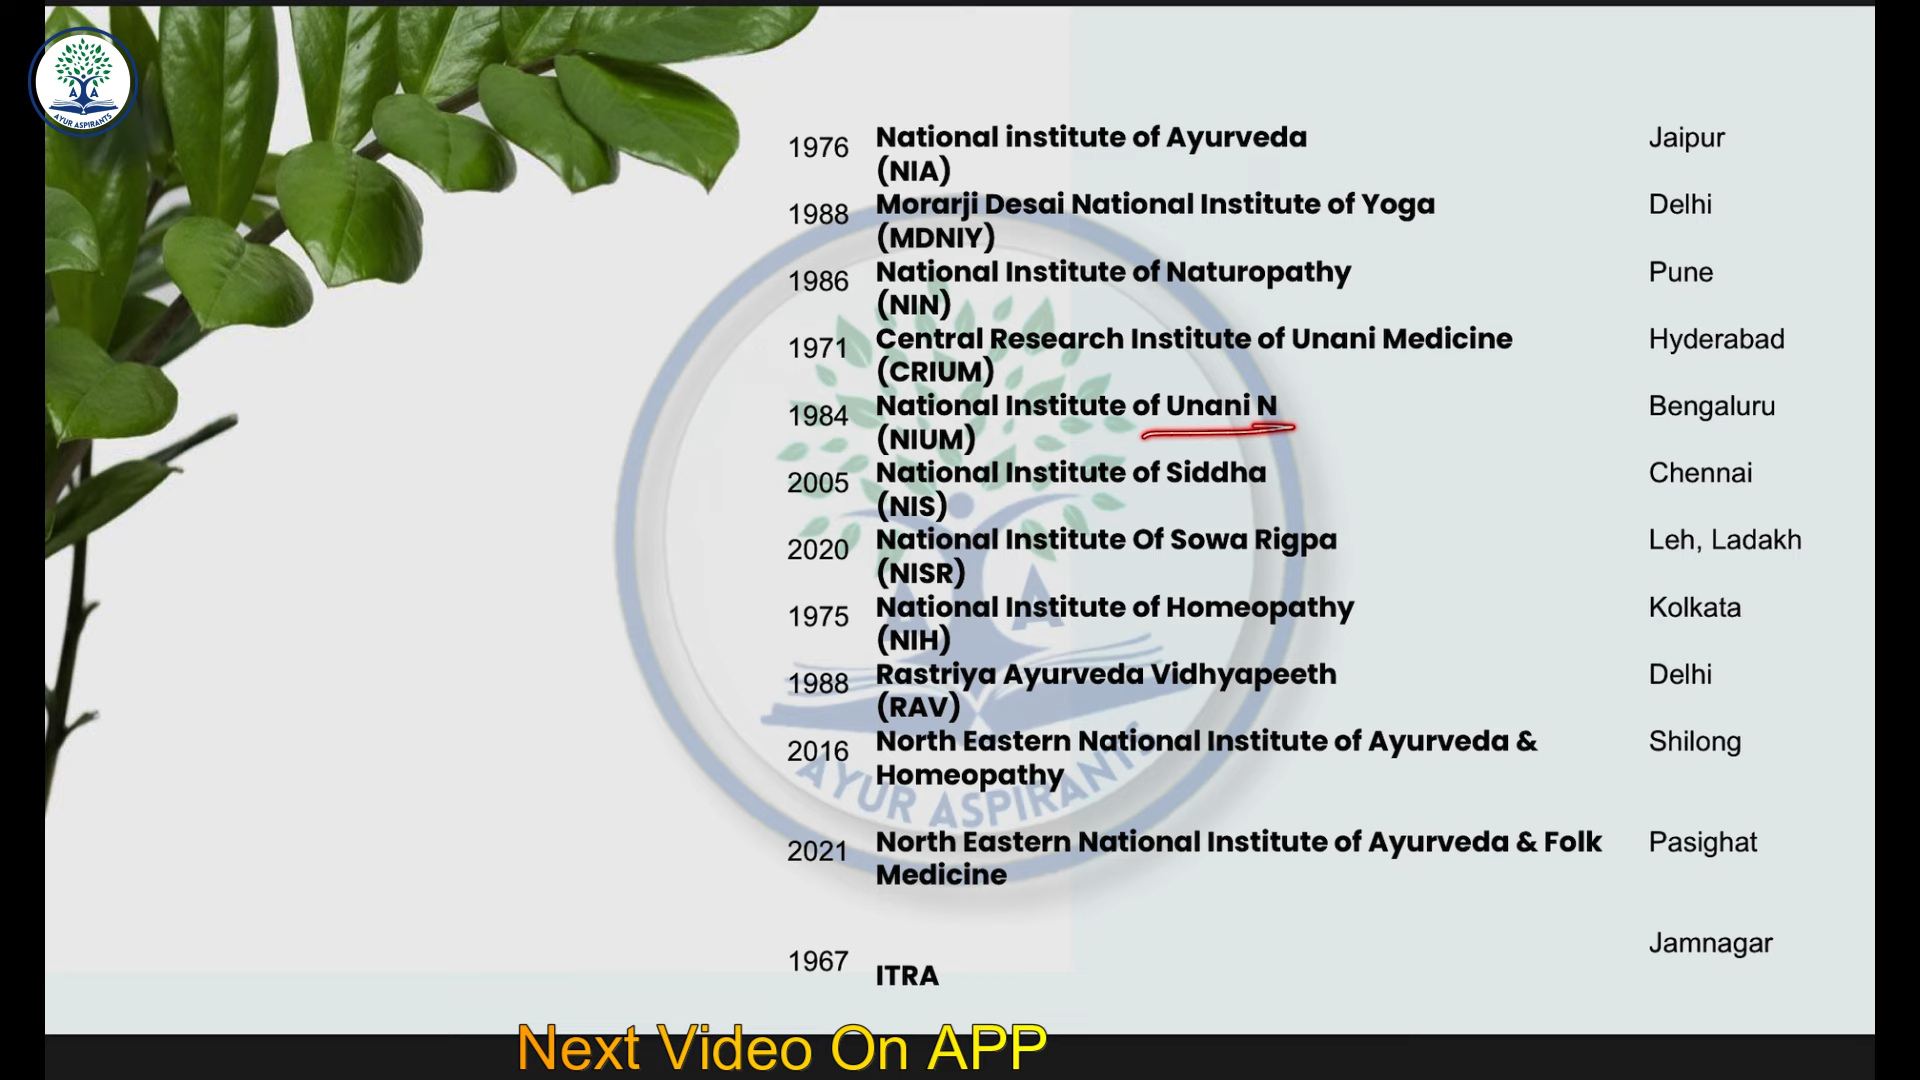 AYUR ASPIRANTS
1976 National institute of Ayurveda Jaipur
(NIA)
1988 Morarji Desai National Institute of Yoga Delhi
(MDNIY)
1986 National Institute of Naturopathy Pune
(NIN)
1971 Central Research Institute of Unani Medicine Hyderabad
(CRIUM)
1984 National Institute of Unani N Bengaluru
(NIUM)
2005 National Institute of Siddha Chennai
(NIS)
2020 National Institute Of Sowa Rigpa Leh, Ladakh
(NISR)
1975 National Institute of Homeopathy Kolkata
(NIH)
1988 Rastriya Ayurveda Vidhyapeeth Delhi
(RAV)
2016 North Eastern National Institute of Ayurveda & Shilong
Homeopathy
2021 North Eastern National Institute of Ayurveda & Folk Pasighat
Medicine
1967 ITRA Jamnagar
AA
AYUR ASPIRANTS
Next Video On APP